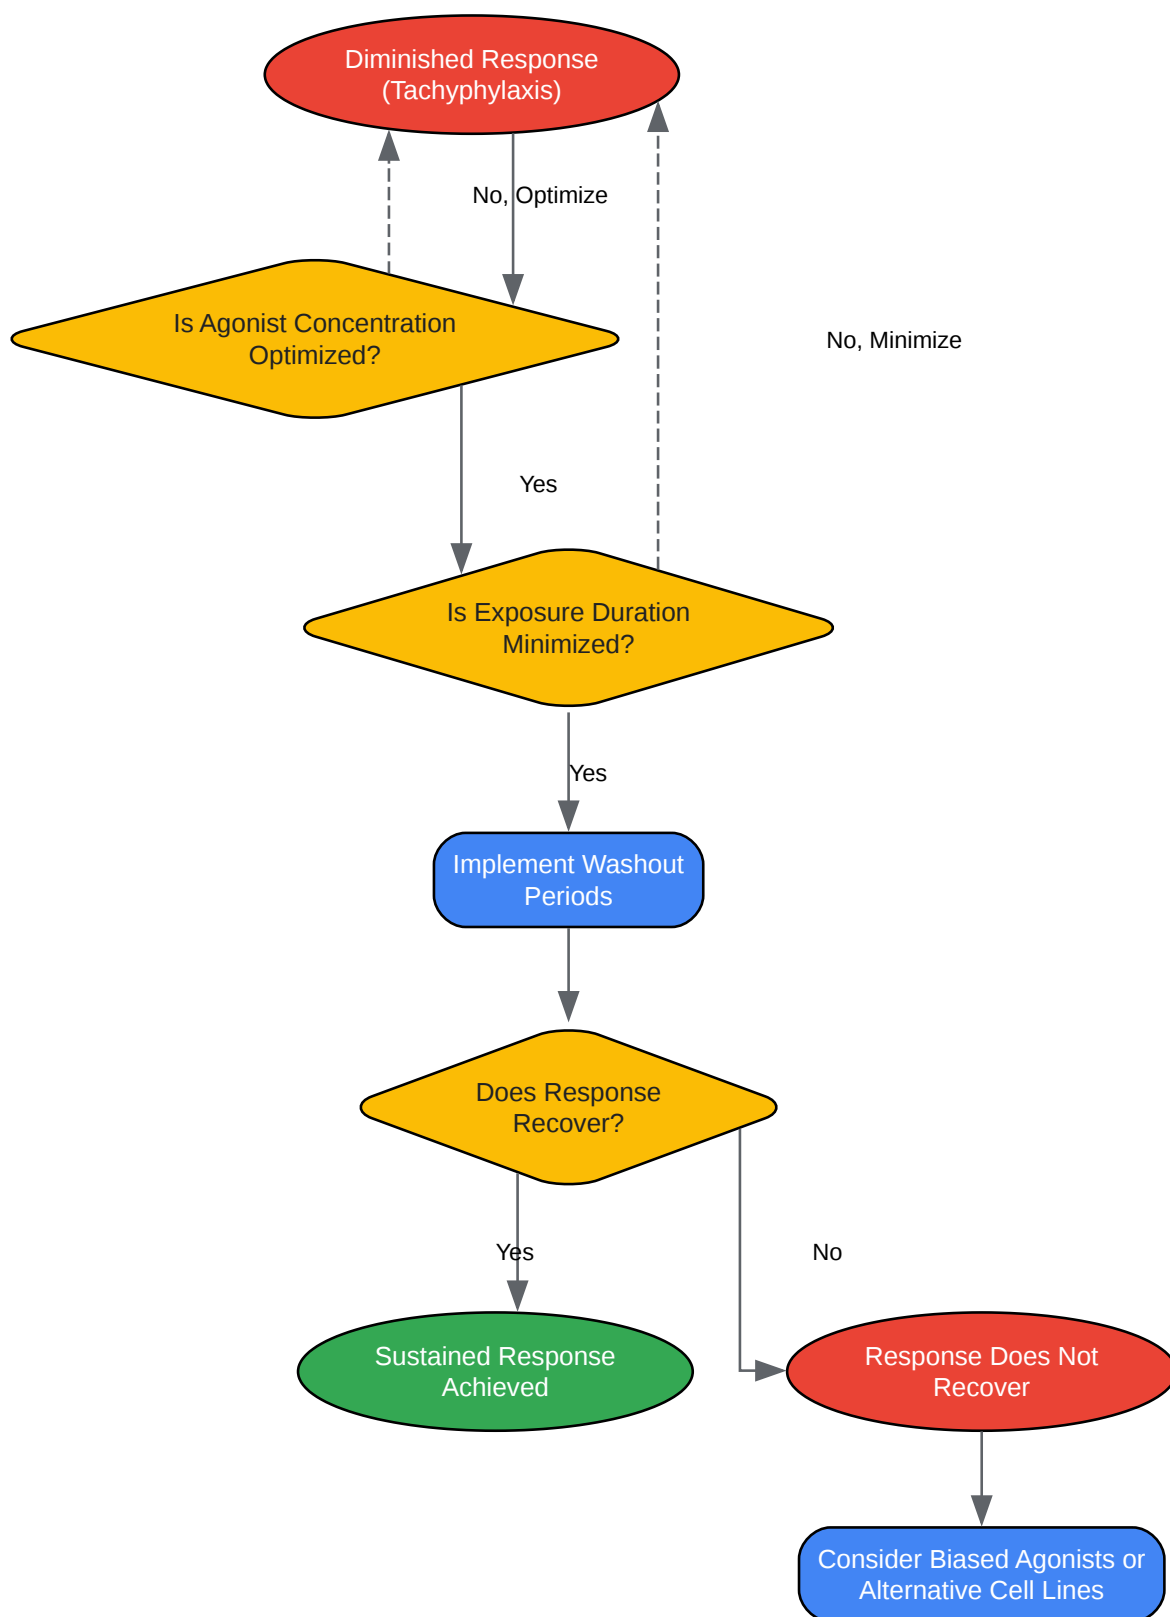 Diminished Response
(Tachyphylaxis)
No, Optimize
Is Agonist Concentration
Optimized?
No, Minimize
Yes
Is Exposure Duration
Minimized?
Yes
Implement Washout
Periods
Does Response
Recover?
Yes
No
Sustained Response
Achieved
Response Does Not
Recover
Consider Biased Agonists or
Alternative Cell Lines